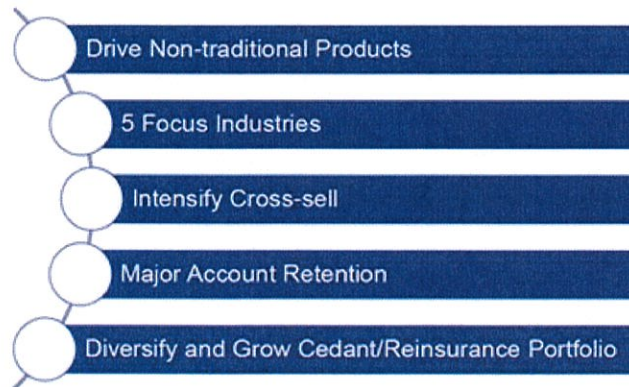 Drive Non-traditional Products
5 Focus Industries
Intensify Cross-sell
Major Account Retention
Diversify and Grow Cedant/Reinsurance Portfolio